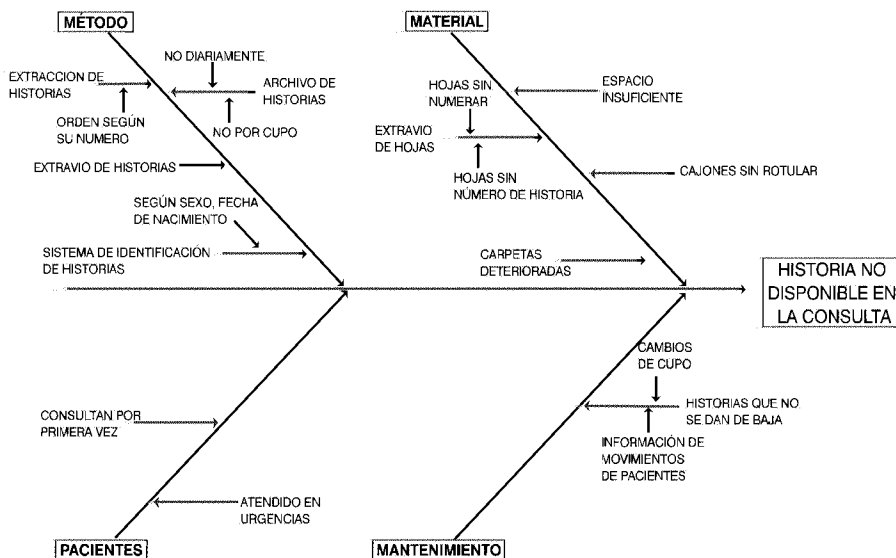 MÉTODO
MATERIAL
NO DIARIAMENTE
EXTRACCION DE
HISTORIAS
ARCHIVO DE
HISTORIAS
ORDEN SEGÚN
SU NUMERO
NO POR CUPO
EXTRAVIO DE HISTORIAS
SEGÚN SEXO, FECHA
DE NACIMIENTO
SISTEMA DE IDENTIFICACIÓN
DE HISTORIAS
HOJAS SIN
NUMERAR
ESPACIO
INSUFICIENTE
EXTRAVIO
DE HOJAS
HOJAS SIN
NÚMERO DE HISTORIA
CAJONES SIN ROTULAR
CARPETAS
DETERIORADAS
HISTORIA NO
DISPONIBLE EN
LA CONSULTA
CONSULTAN POR
PRIMERA VEZ
ATENDIDO EN
URGENCIAS
CAMBIOS
DE CUPO
HISTORIAS QUE NO
SE DAN DE BAJA
INFORMACIÓN DE
MOVIMIENTOS
DE PACIENTES
PACIENTES
MANTENIMIENTO